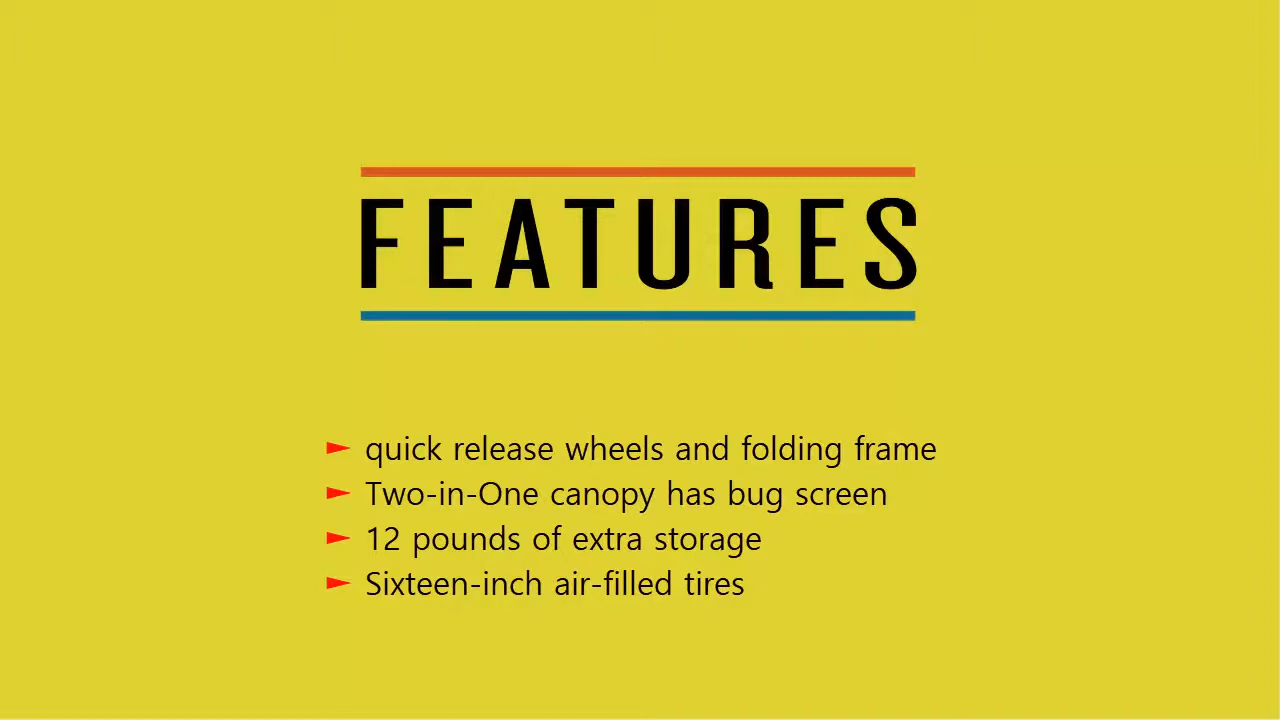 FEATURES
► quick release wheels and folding frame
► Two-in-One canopy has bug screen
► 12 pounds of extra storage
► Sixteen-inch air-filled tires